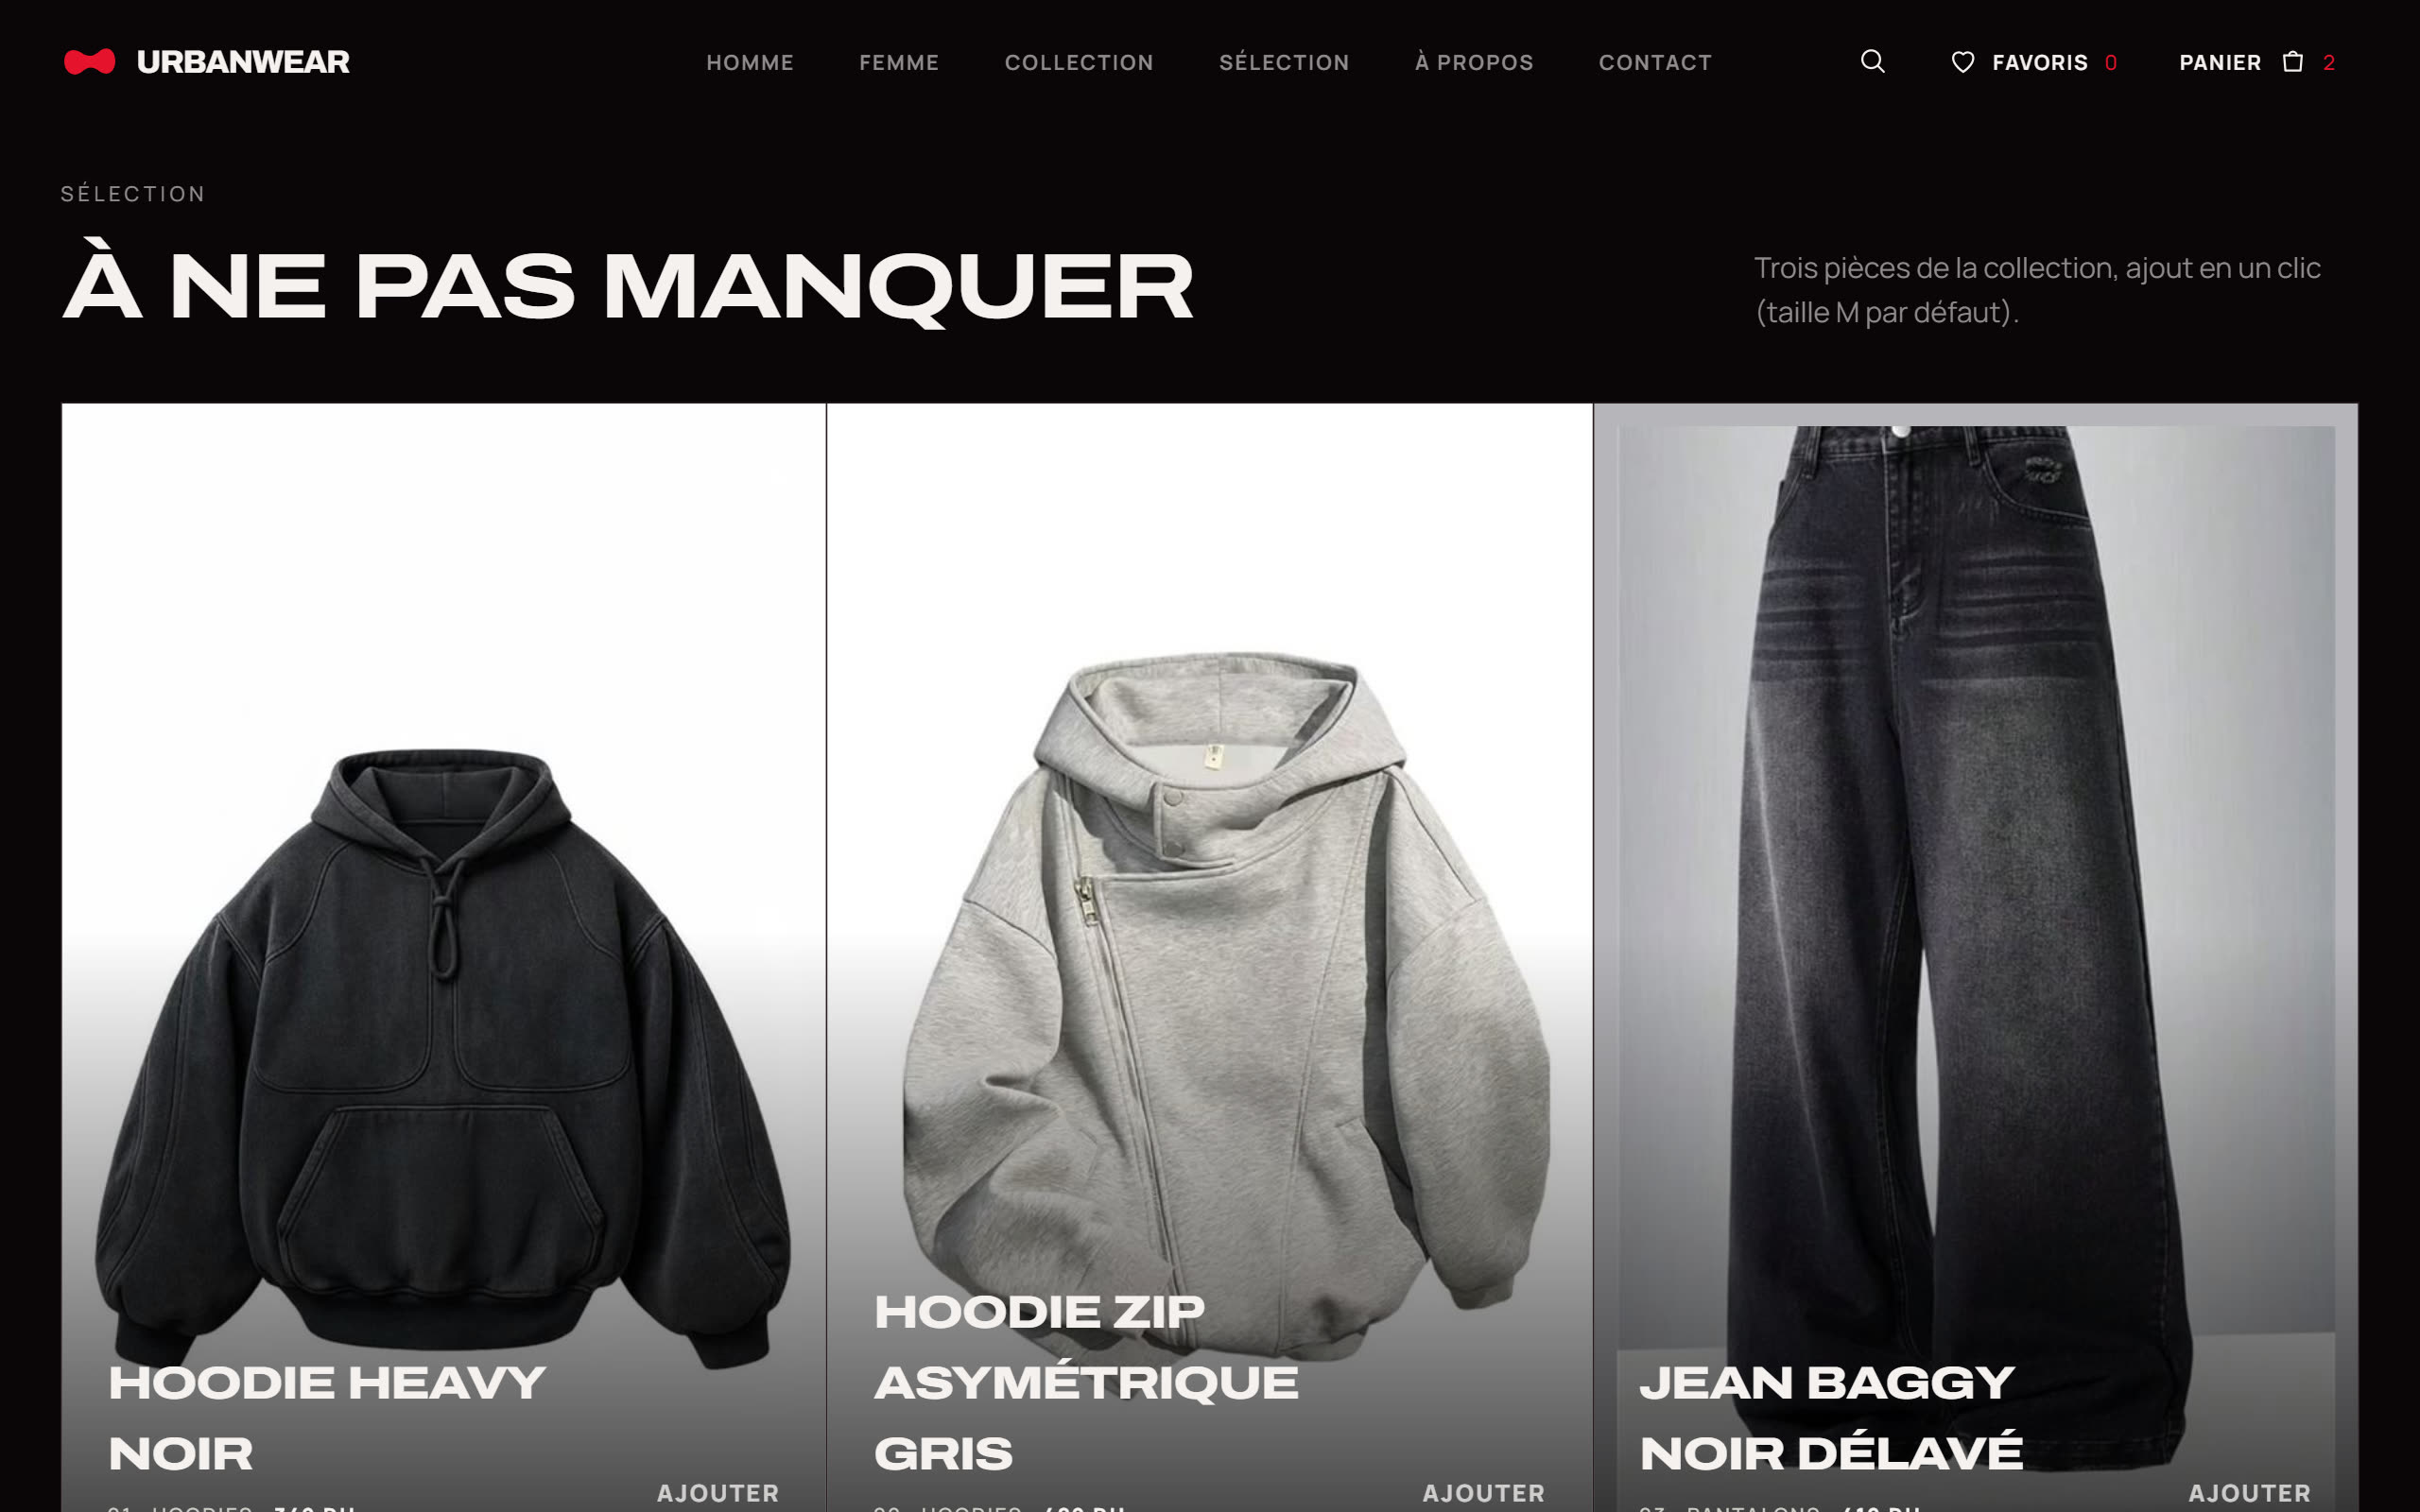 URBANWEAR
HOMME
FEMME
COLLECTION
SÉLECTION
À PROPOS
CONTACT
FAVORIS 0
PANIER 2
SÉLECTION
À NE PAS MANQUER
Trois pièces de la collection, ajout en un clic
(taille M par défaut).
HOODIE HEAVY
NOIR
AJOUTER
HOODIE ZIP
ASYMÉTRIQUE
GRIS
AJOUTER
JEAN BAGGY
NOIR DÉLAVÉ
AJOUTER